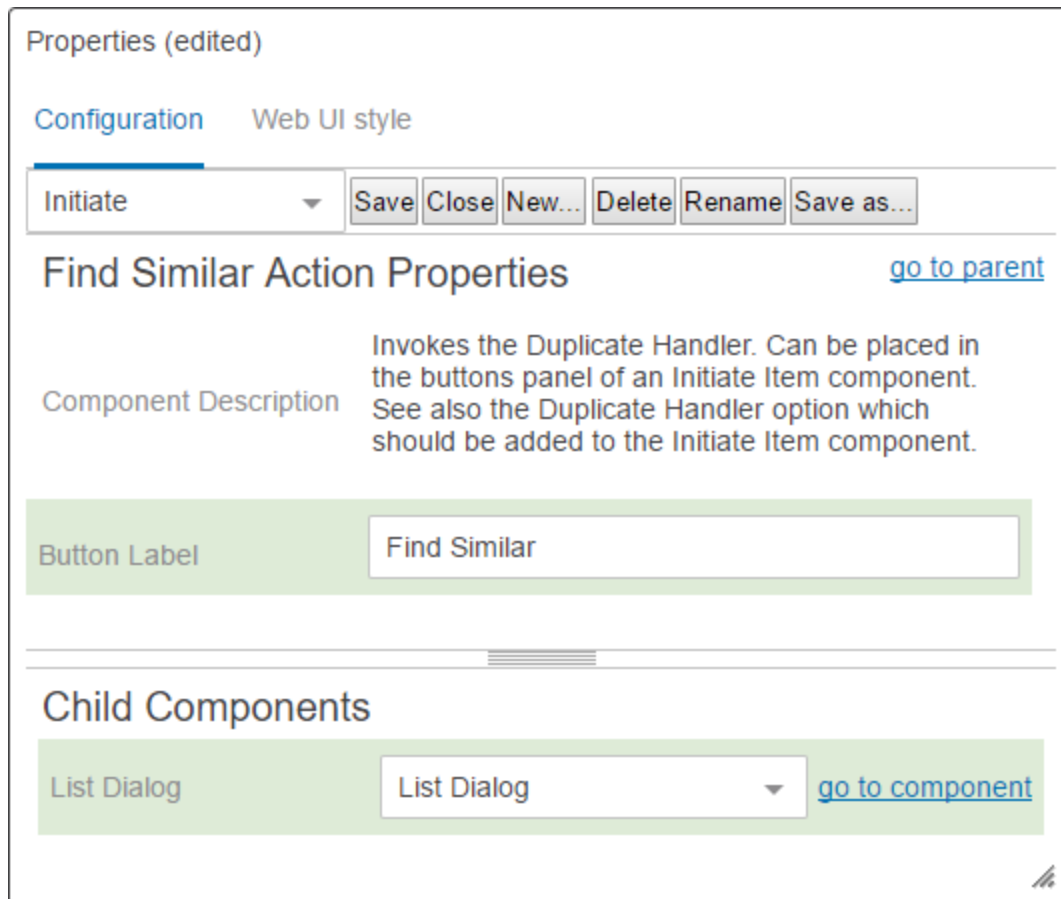 Properties (edited)
Configuration Web UI style
Initiate Save Close New... Delete Rename Save as...
Find Similar Action Properties go to parent
Component Description
Invokes the Duplicate Handler. Can be placed in
the buttons panel of an Initiate Item component.
See also the Duplicate Handler option which
should be added to the Initiate Item component.
Button Label Find Similar
Child Components
List Dialog List Dialog go to component